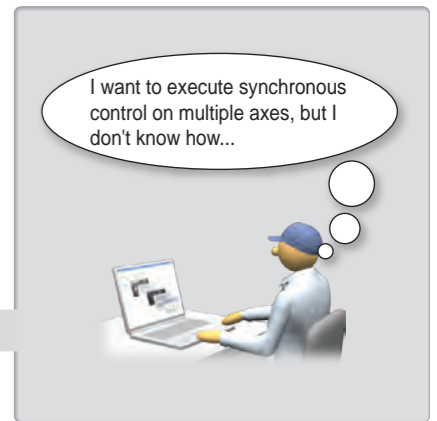 I want to execute synchronous
control on multiple axes, but I
don't know how...